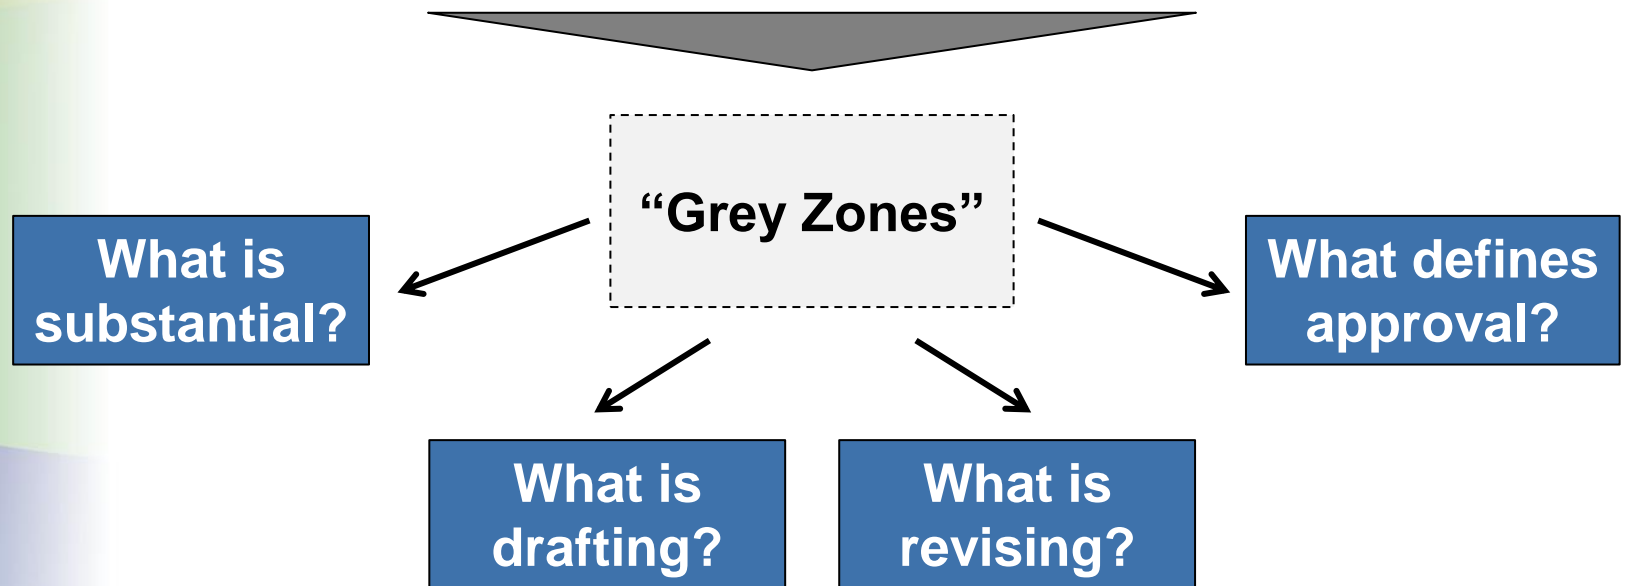 “Grey Zones”
What is
substantial?
What defines
approval?
What is
drafting?
What is
revising?